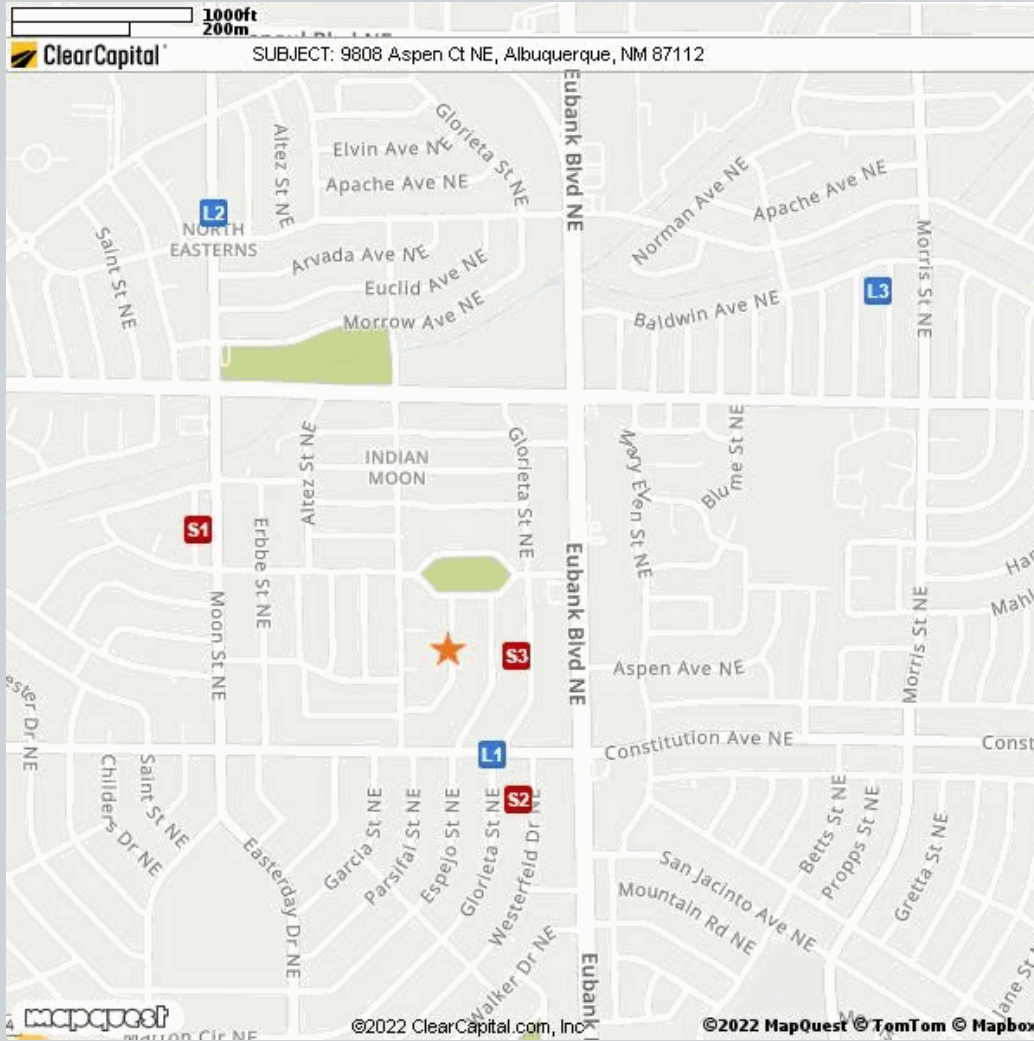 1000ft
200m
ClearCapital
SUBJECT: 9808 Aspen Ct NE, Albuquerque, NM 87112
Eubank Blvd NE
Glorieta St NE
Altez St NE
Elvin Ave NE
Apache Ave NE
Norman Ave NE
Apache Ave NE
L2
NORTH
EASTERNS
Saint St NE
Arvada Ave NE
Morris St NE
Euclid Ave NE
L3
Morrow Ave NE
Baldwin Ave NE
Altez St NE
INDIAN
MOON
Glorieta St NE
Mary Ellen St NE
Blume St NE
S1
Erbbe St NE
Eubank Blvd NE
Moon St NE
Morris St NE
S3
Aspen Ave NE
Constitution Ave NE
Const
L1
Childers Dr NE
Saint St NE
S2
Easterday Dr NE
Garcia St NE
Parsifal St NE
Espejo St NE
Glorieta St NE
Westerfeld Dr NE
Betts St NE
Propps St NE
Gretta St NE
San Jacinto Ave NE
Mountain Rd NE
Walker Dr NE
Eubank
Jane St
mapquest
©2022 ClearCapital.com, Inc
©2022 MapQuest © TomTom © Mapbox